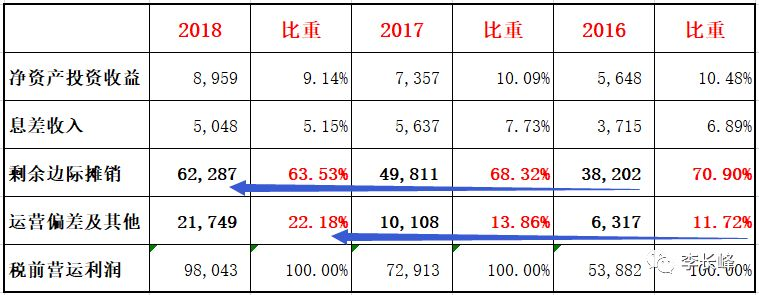 2018 比重 2017 比重 2016 比重
净资产投资收益 8,959 9.14% 7,357 10.09% 5,648 10.48%
息差收入 5,048 5.15% 5,637 7.73% 3,715 6.89%
剩余边际摊销 62,287 63.53% 49,811 68.32% 38,202 70.90%
运营偏差及其他 21,749 22.18% 10,108 13.86% 6,317 11.72%
税前营运利润 98,043 100.00% 72,913 100.00% 53,882 100.00%
李长峰